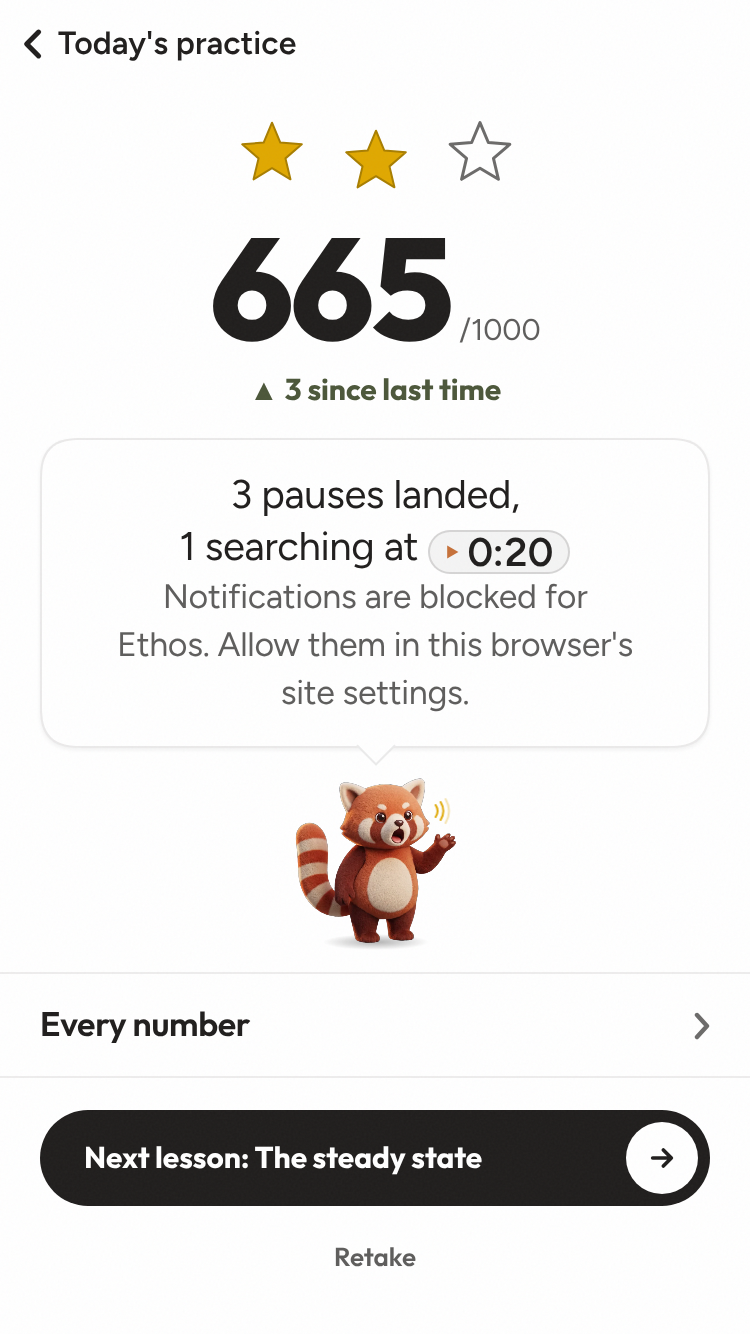 Today's practice
665 /1000
▲ 3 since last time
3 pauses landed,
1 searching at ▶ 0:20
Notifications are blocked for
Ethos. Allow them in this browser's
site settings.
Every number
Next lesson: The steady state
Retake